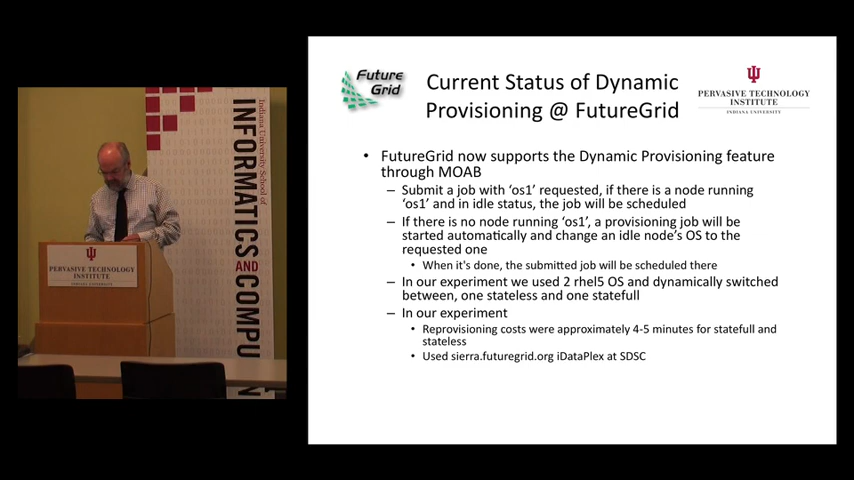 Future
Grid
Current Status of Dynamic
Provisioning @ FutureGrid
PERVASIVE TECHNOLOGY
INSTITUTE
INDIANA UNIVERSITY
• FutureGrid now supports the Dynamic Provisioning feature
through MOAB
– Submit a job with ‘os1’ requested, if there is a node running
‘os1’ and in idle status, the job will be scheduled
– If there is no node running ‘os1’, a provisioning job will be
started automatically and change an idle node’s OS to the
requested one
• When it's done, the submitted job will be scheduled there
– In our experiment we used 2 rhel5 OS and dynamically switched
between, one stateless and one statefull
– In our experiment
• Reprovisioning costs were approximately 4-5 minutes for statefull and
stateless
• Used sierra.futuregrid.org iDataPlex at SDSC
Indiana University School of
INFORMATICS AND COMPU
PERVASIVE TECHNOLOGY
INSTITUTE